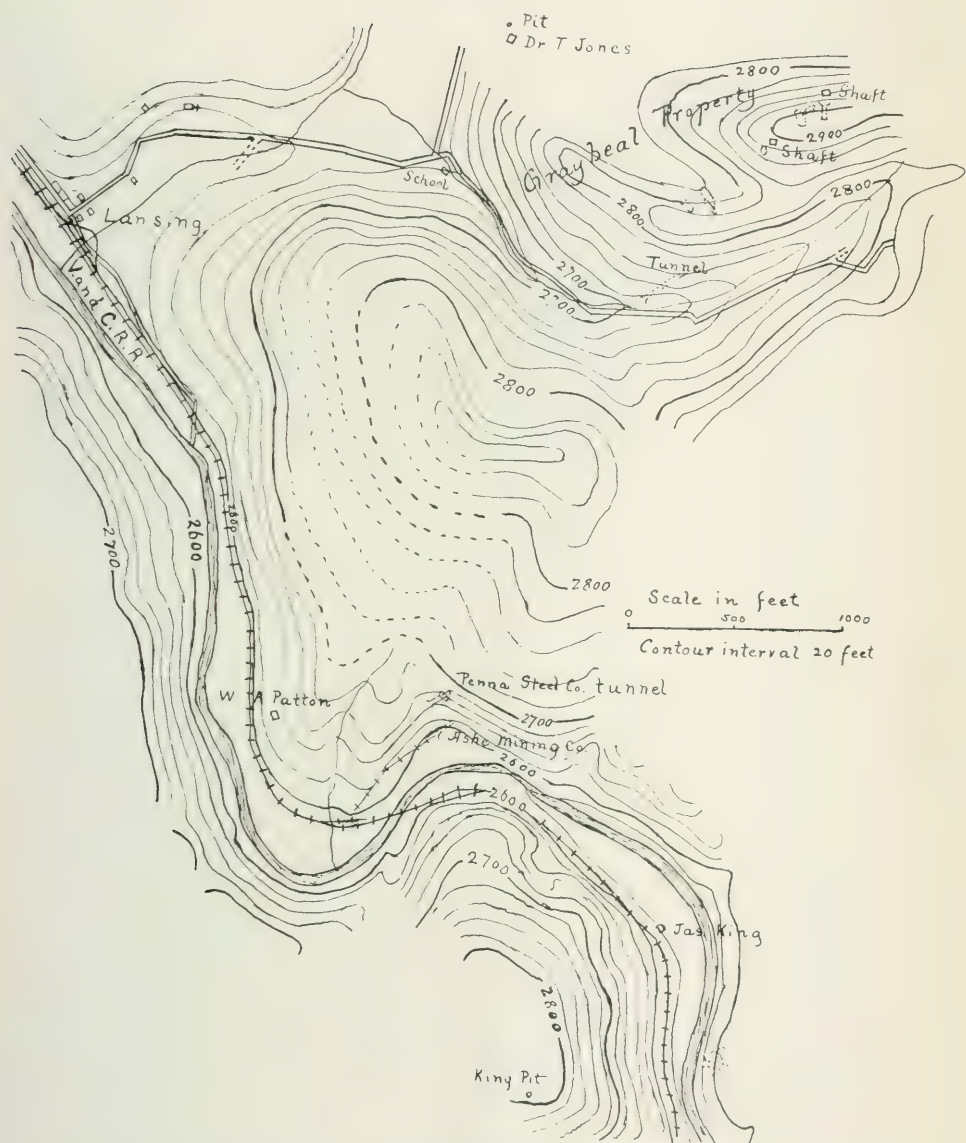 Pit
Dr T Jones
2800
Shaft
Graybeal Property
2900
Shaft
School
2800
2800
Lansing
Tunnel
2700
2700
V. and C. R. R
2800
2600
2700
2600
2800
Scale in feet
0 500 1000
Contour interval 20 feet
Penna Steel Co. tunnel
W A Patton
2700
Ashe Mining Co.
2600
2600
2700
Jas. King
2800
King Pit